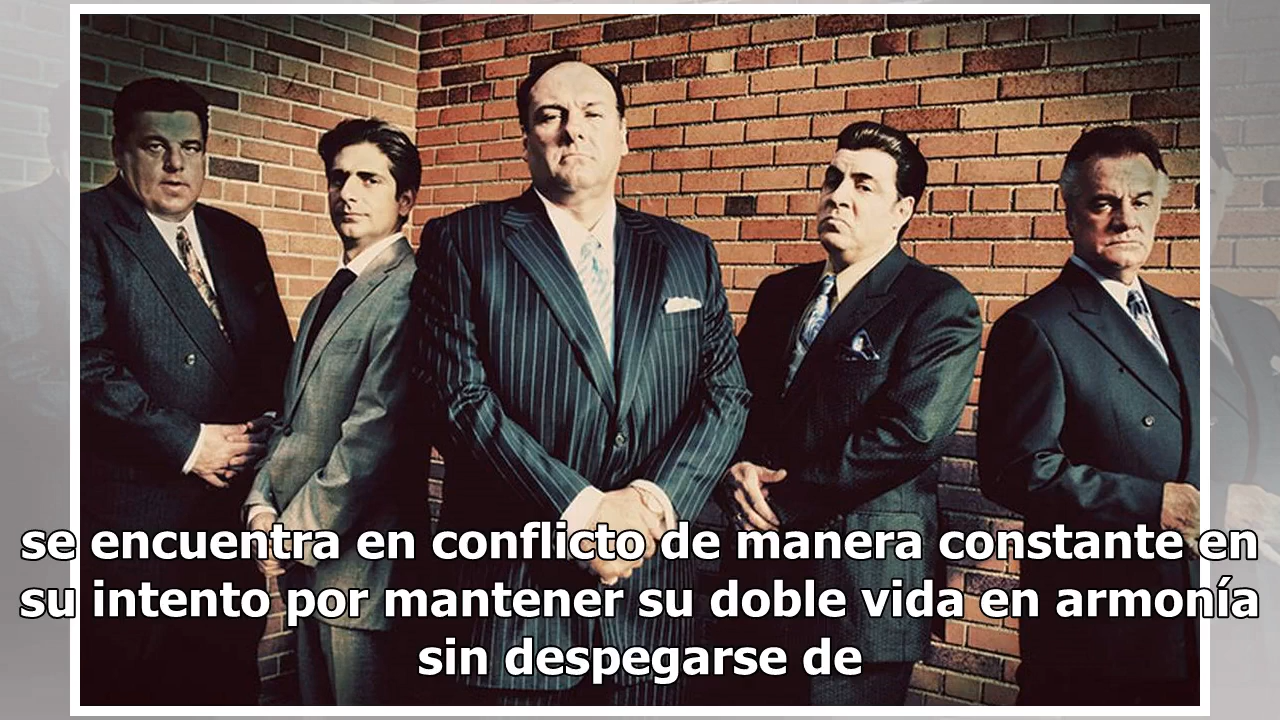 se encuentra en conflicto de manera constante en
su intento por mantener su doble vida en armonía
sin despegarse de